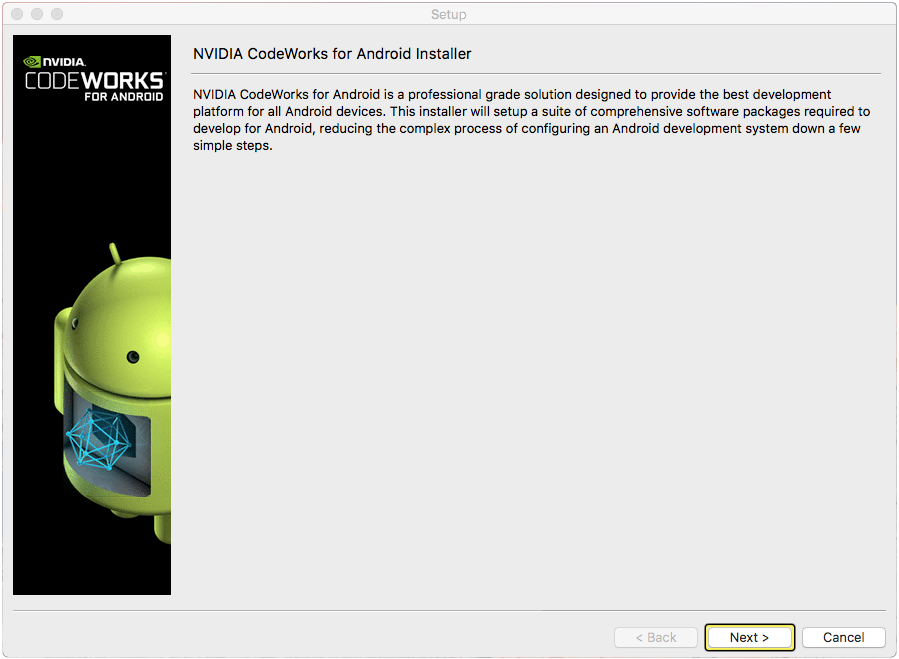 Setup
NVIDIA.
CODEWORKS
FOR ANDROID
NVIDIA CodeWorks for Android Installer
NVIDIA CodeWorks for Android is a professional grade solution designed to provide the best development
platform for all Android devices. This installer will setup a suite of comprehensive software packages required to
develop for Android, reducing the complex process of configuring an Android development system down a few
simple steps.
< Back
Next >
Cancel